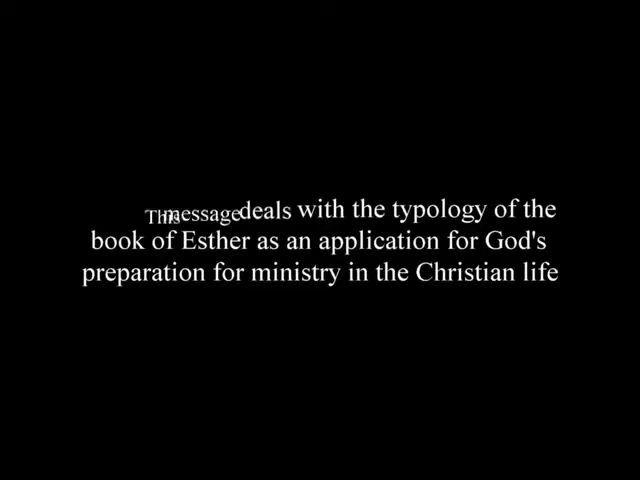 This message deals with the typology of the
book of Esther as an application for God's
preparation for ministry in the Christian life